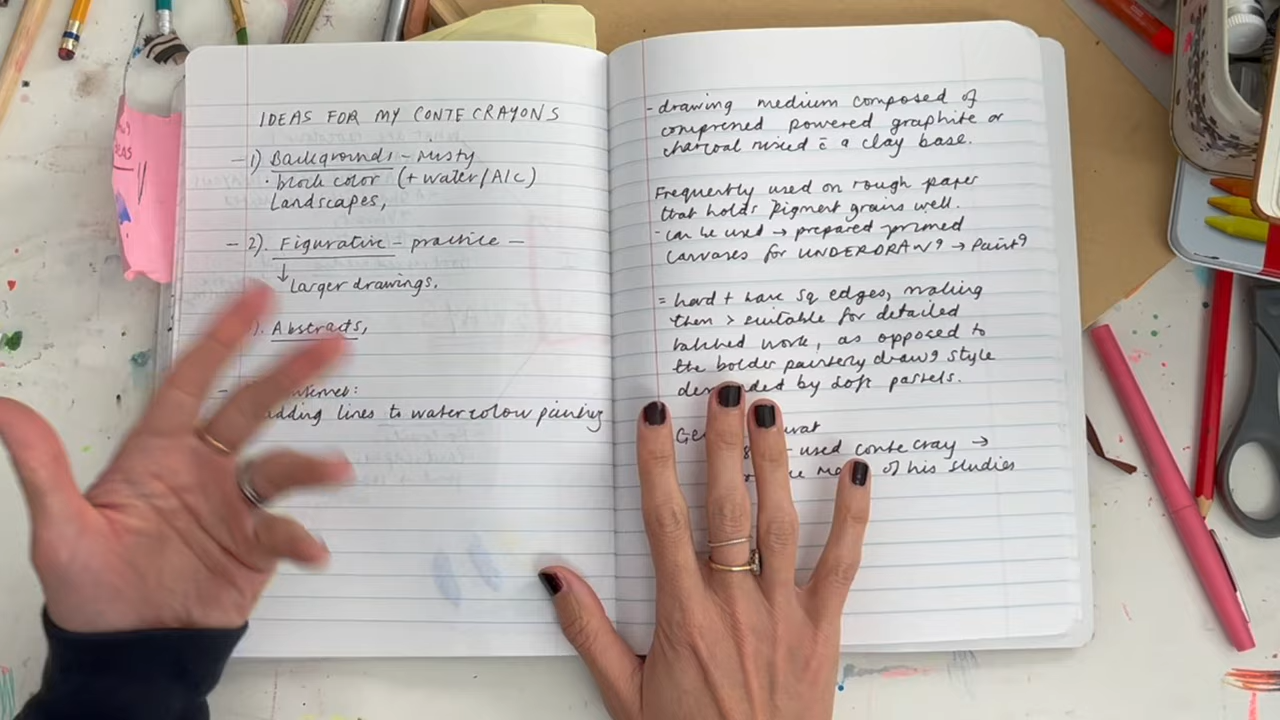 IDEAS FOR MY CONTE CRAYONS
- 1) Backgrounds - rusty
· block color (+ water/A/C)
Landscapes,
- 2). Figurative - practice -
↓ Larger drawings.
). Abstracts,
adding lines to watercolour painting
- drawing medium composed of
compressed powered graphite or
charcoal mixed c̄ a clay base.
Frequently used on rough paper
that holds pigment grains well.
- can be used → prepared - primed
canvases for UNDERDRAWᵍ → Paintᵍ
= hard + have sq edges, making
them > suitable for detailed
hatched work, as opposed to
the bolder painterly drawᵍ style
demanded by soft pastels.
used conte cray →
of his studies